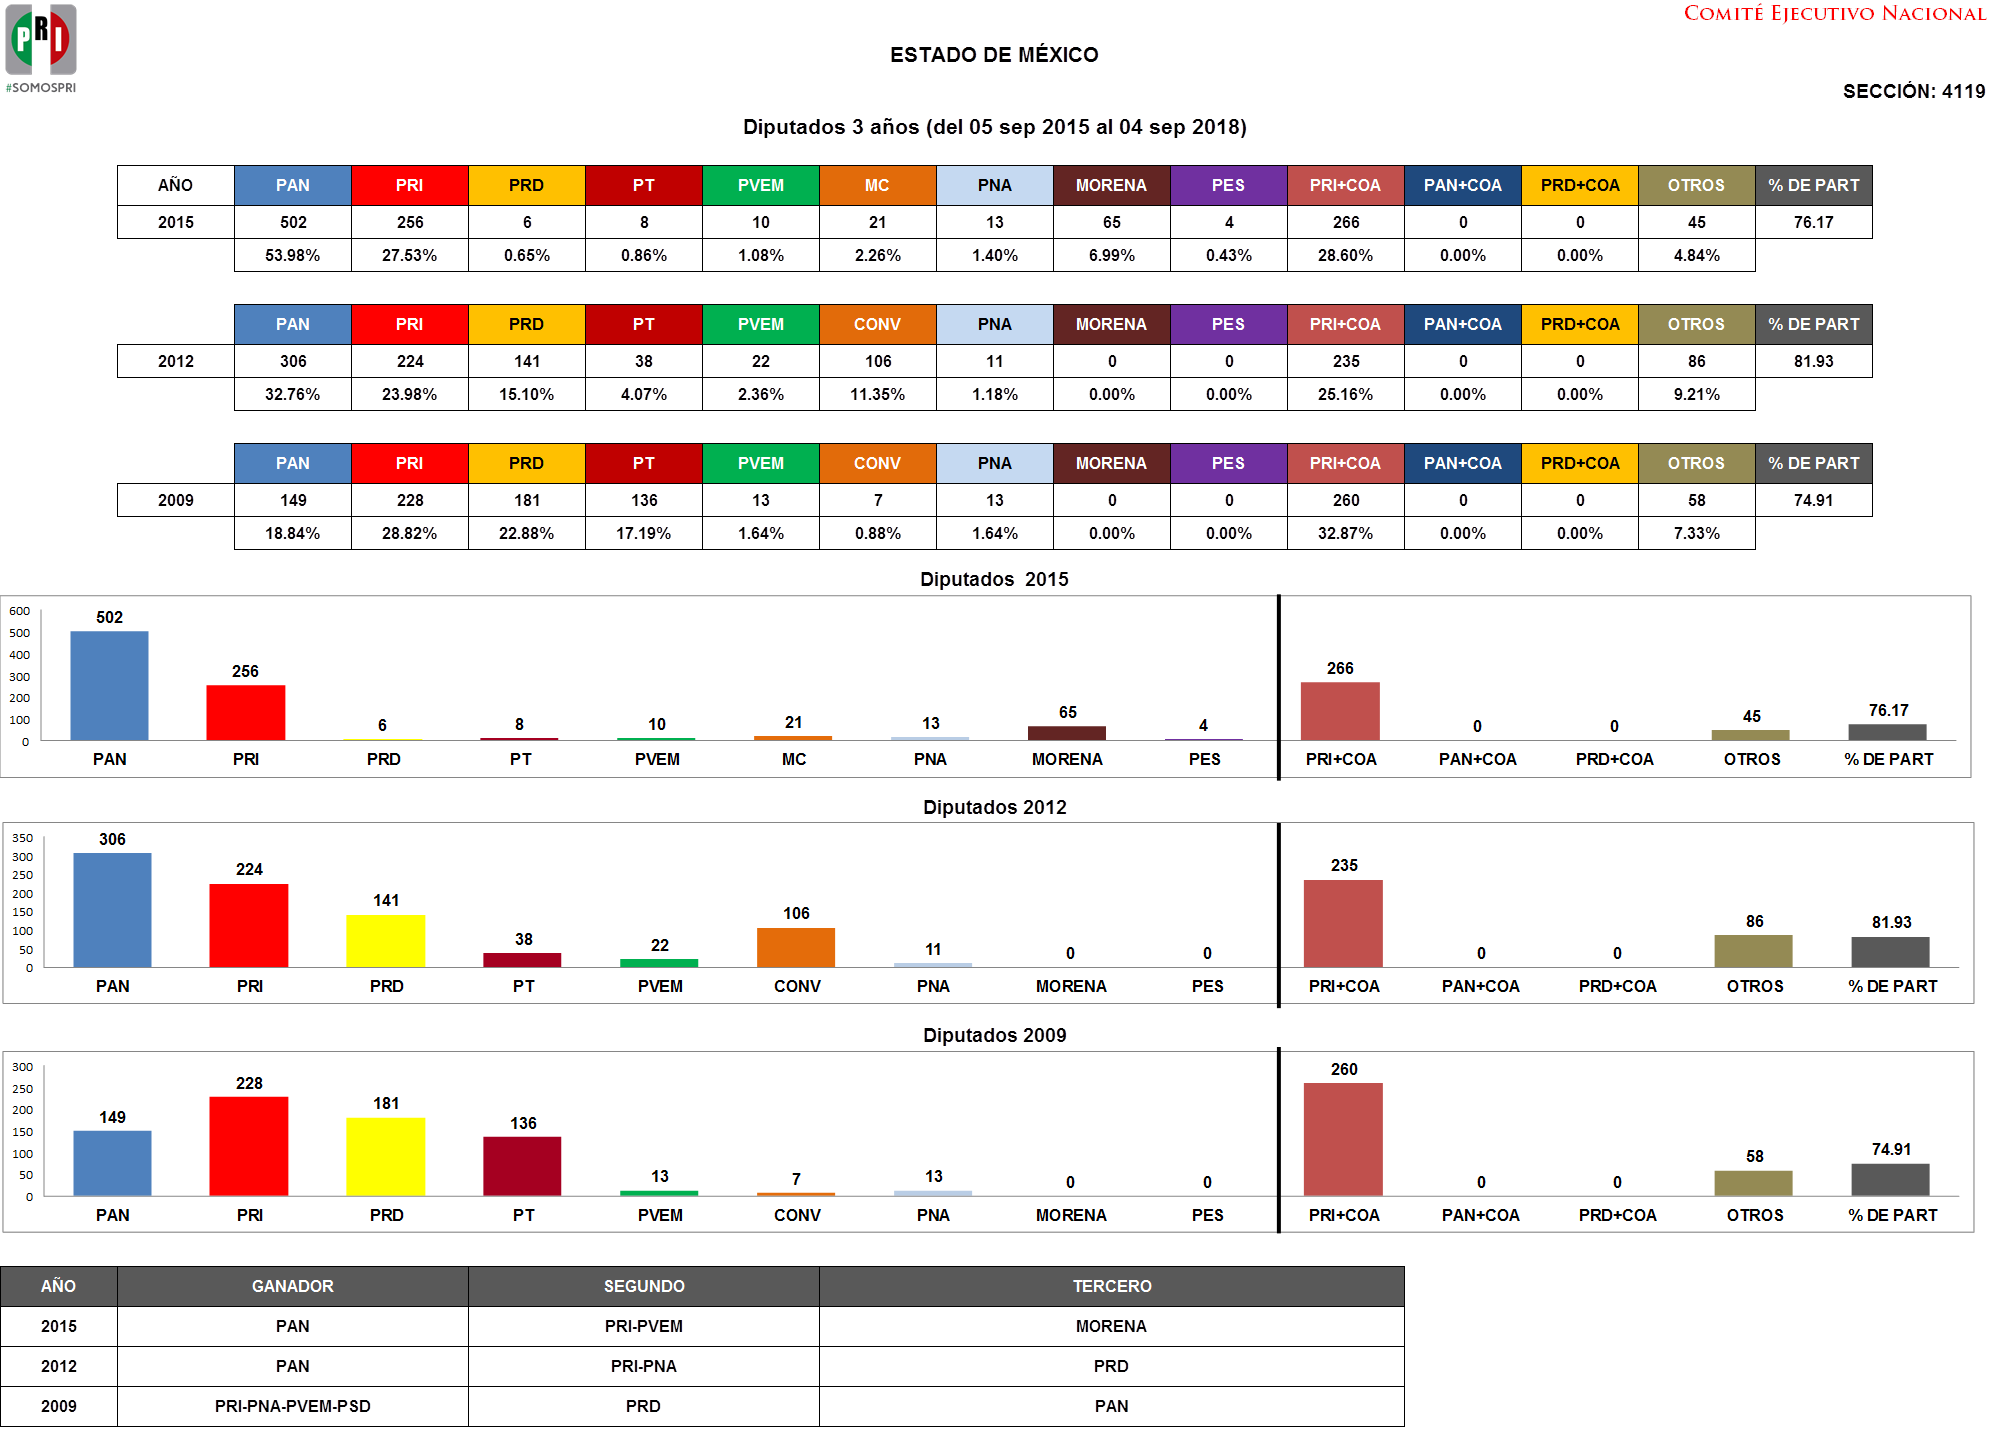 PRI
#SOMOSPRI
COMITÉ EJECUTIVO NACIONAL
ESTADO DE MÉXICO
SECCIÓN: 4119
Diputados 3 años (del 05 sep 2015 al 04 sep 2018)
AÑO PAN PRI PRD PT PVEM MC PNA MORENA PES PRI+COA PAN+COA PRD+COA OTROS % DE PART
2015 502 256 6 8 10 21 13 65 4 266 0 0 45 76.17
53.98% 27.53% 0.65% 0.86% 1.08% 2.26% 1.40% 6.99% 0.43% 28.60% 0.00% 0.00% 4.84%
PAN PRI PRD PT PVEM CONV PNA MORENA PES PRI+COA PAN+COA PRD+COA OTROS % DE PART
2012 306 224 141 38 22 106 11 0 0 235 0 0 86 81.93
32.76% 23.98% 15.10% 4.07% 2.36% 11.35% 1.18% 0.00% 0.00% 25.16% 0.00% 0.00% 9.21%
PAN PRI PRD PT PVEM CONV PNA MORENA PES PRI+COA PAN+COA PRD+COA OTROS % DE PART
2009 149 228 181 136 13 7 13 0 0 260 0 0 58 74.91
18.84% 28.82% 22.88% 17.19% 1.64% 0.88% 1.64% 0.00% 0.00% 32.87% 0.00% 0.00% 7.33%
Diputados 2015
600
500
400
300
200
100
0
502 256 6 8 10 21 13 65 4 266 0 0 45 76.17
PAN PRI PRD PT PVEM MC PNA MORENA PES PRI+COA PAN+COA PRD+COA OTROS % DE PART
Diputados 2012
350
300
250
200
150
100
50
0
306 224 141 38 22 106 11 0 0 235 0 0 86 81.93
PAN PRI PRD PT PVEM CONV PNA MORENA PES PRI+COA PAN+COA PRD+COA OTROS % DE PART
Diputados 2009
300
250
200
150
100
50
0
149 228 181 136 13 7 13 0 0 260 0 0 58 74.91
PAN PRI PRD PT PVEM CONV PNA MORENA PES PRI+COA PAN+COA PRD+COA OTROS % DE PART
AÑO GANADOR SEGUNDO TERCERO
2015 PAN PRI-PVEM MORENA
2012 PAN PRI-PNA PRD
2009 PRI-PNA-PVEM-PSD PRD PAN